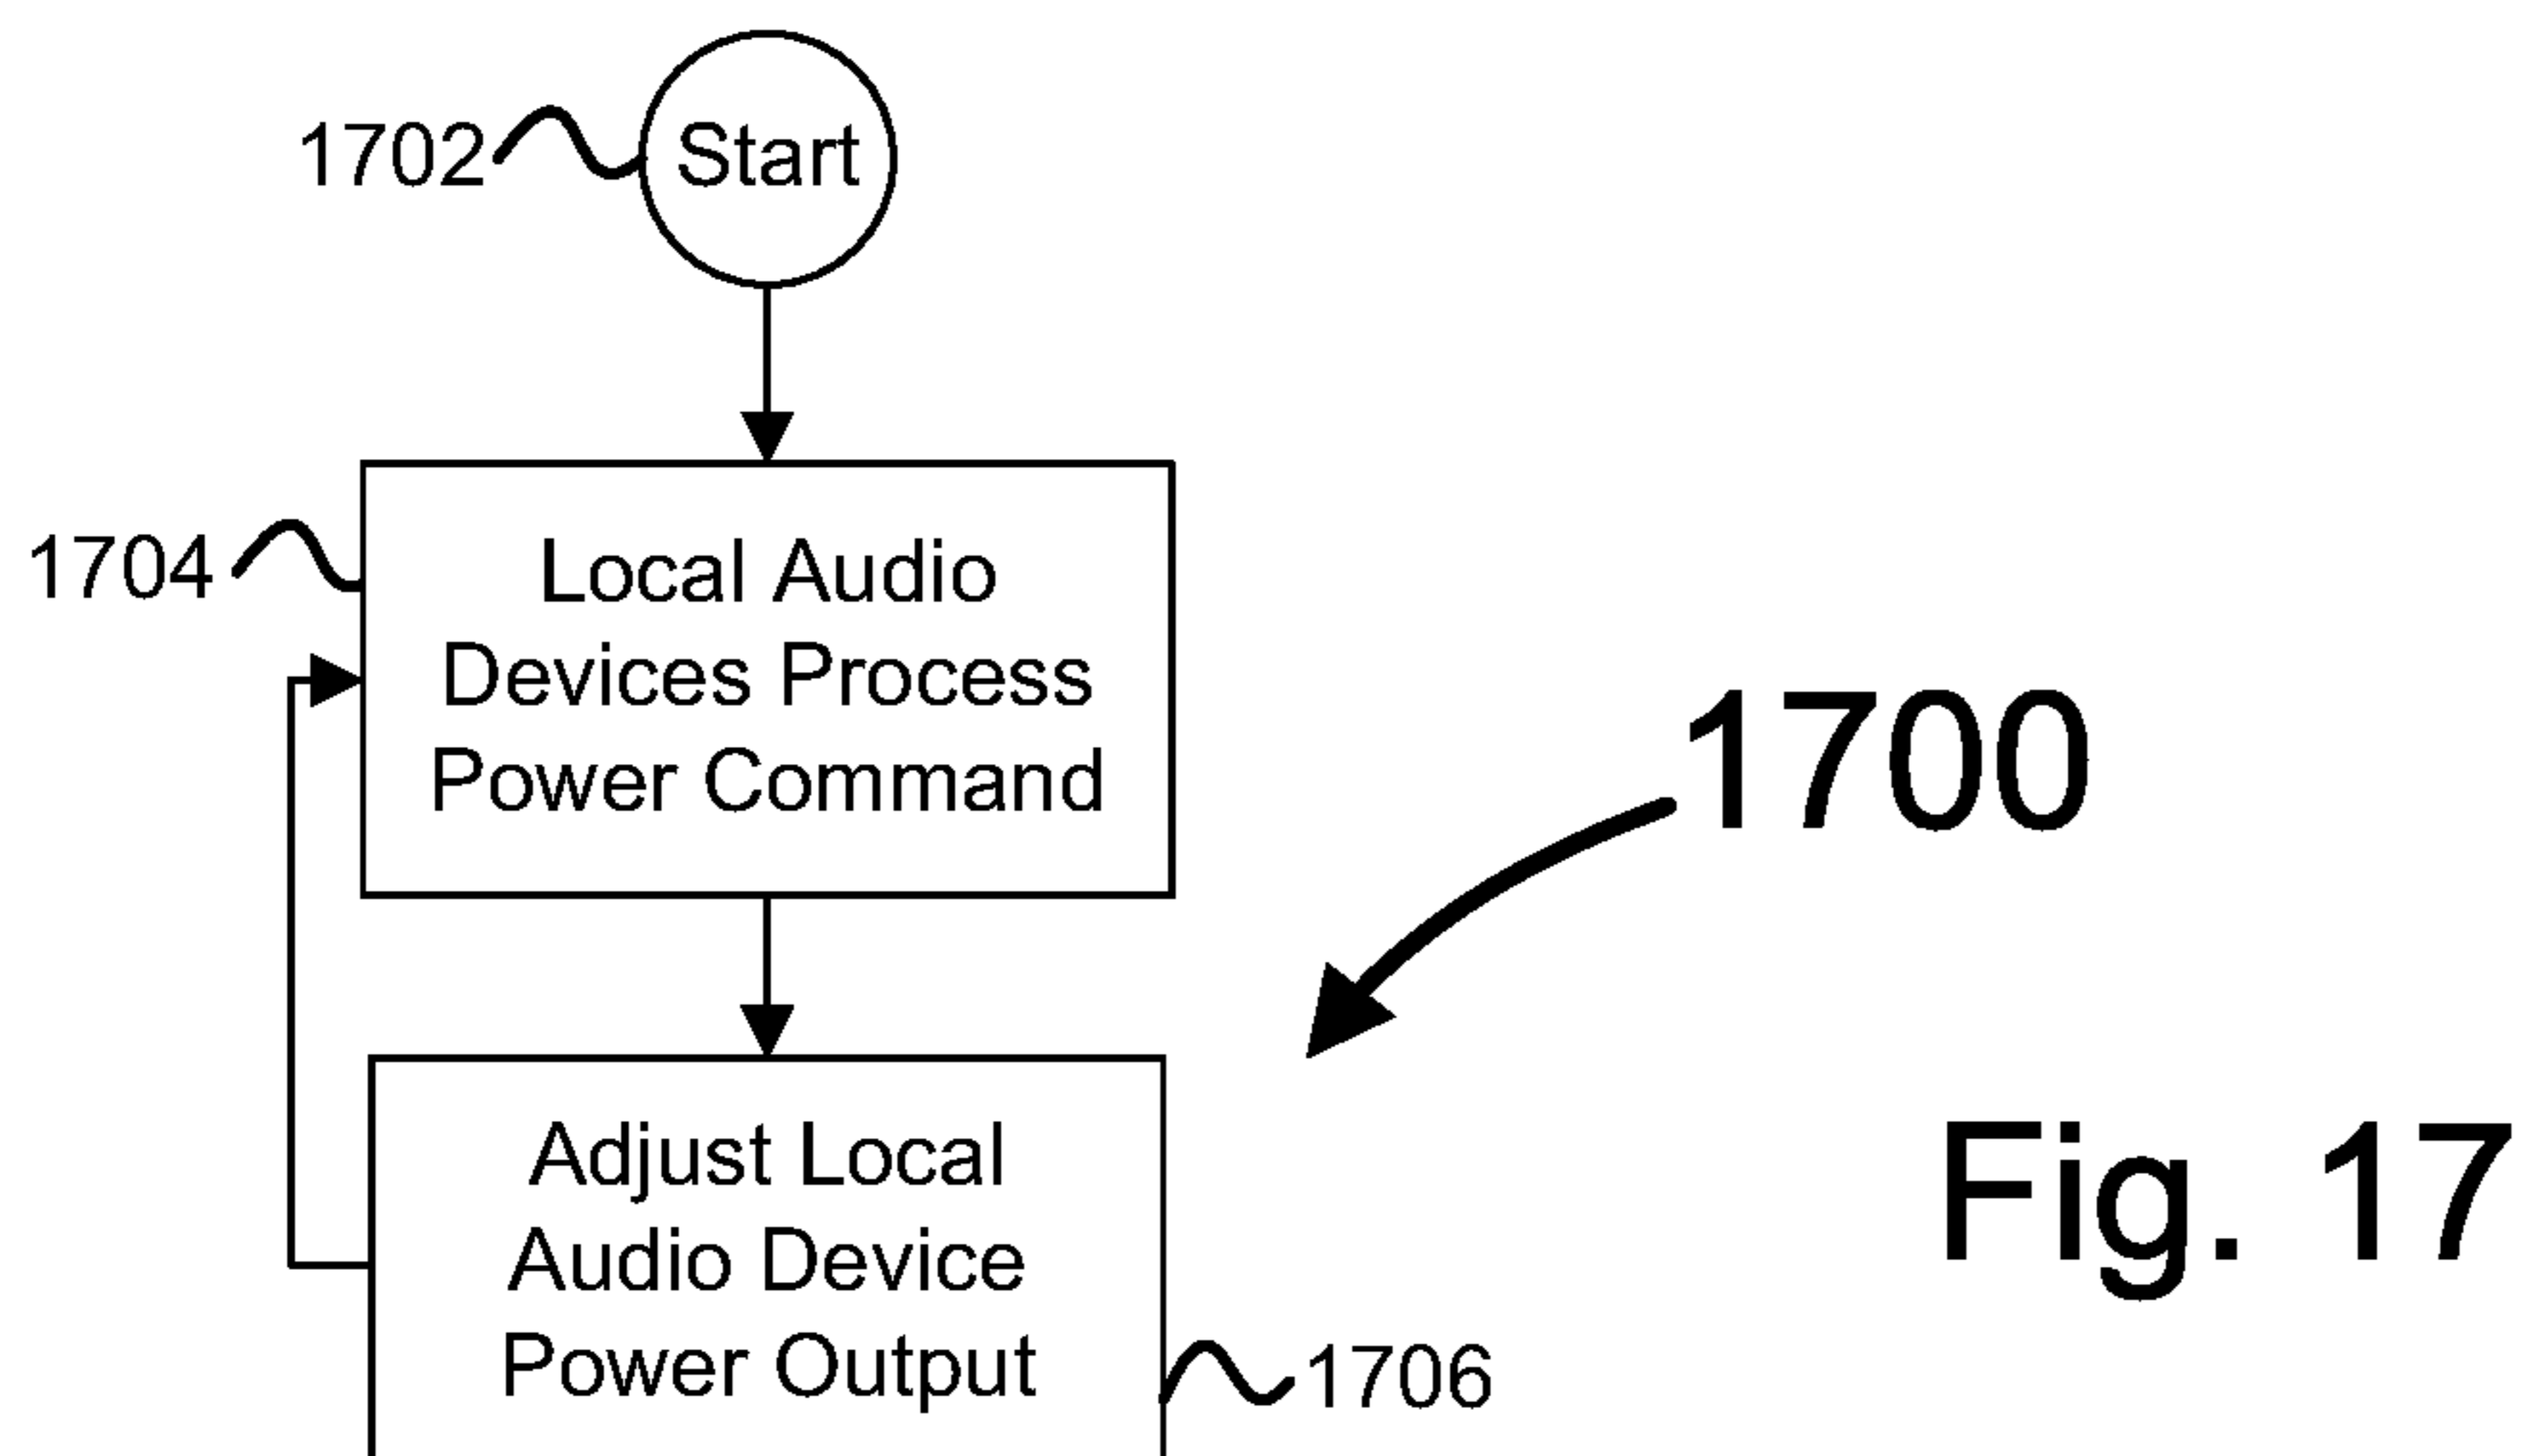 1702
Start
1704
Local Audio
Devices Process
Power Command
1700
Adjust Local
Audio Device
Power Output
1706
Fig. 17